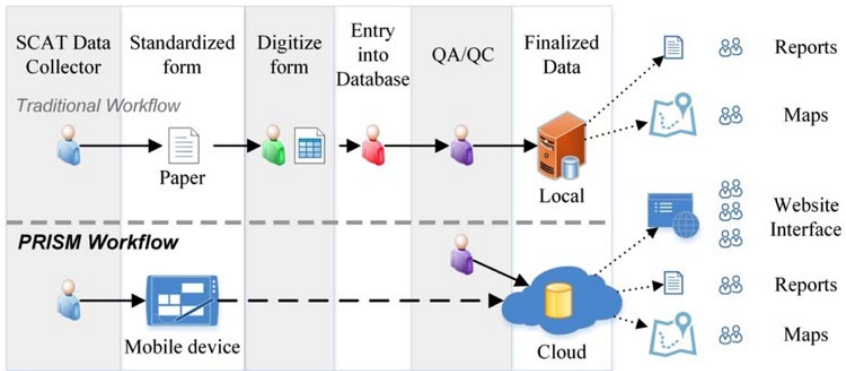 SCAT Data
Collector
Standardized
form
Digitize
form
Entry
into
Database
QA/QC
Finalized
Data
Reports
Traditional Workflow
Maps
Paper
Local
Website
Interface
PRISM Workflow
Reports
Mobile device
Cloud
Maps